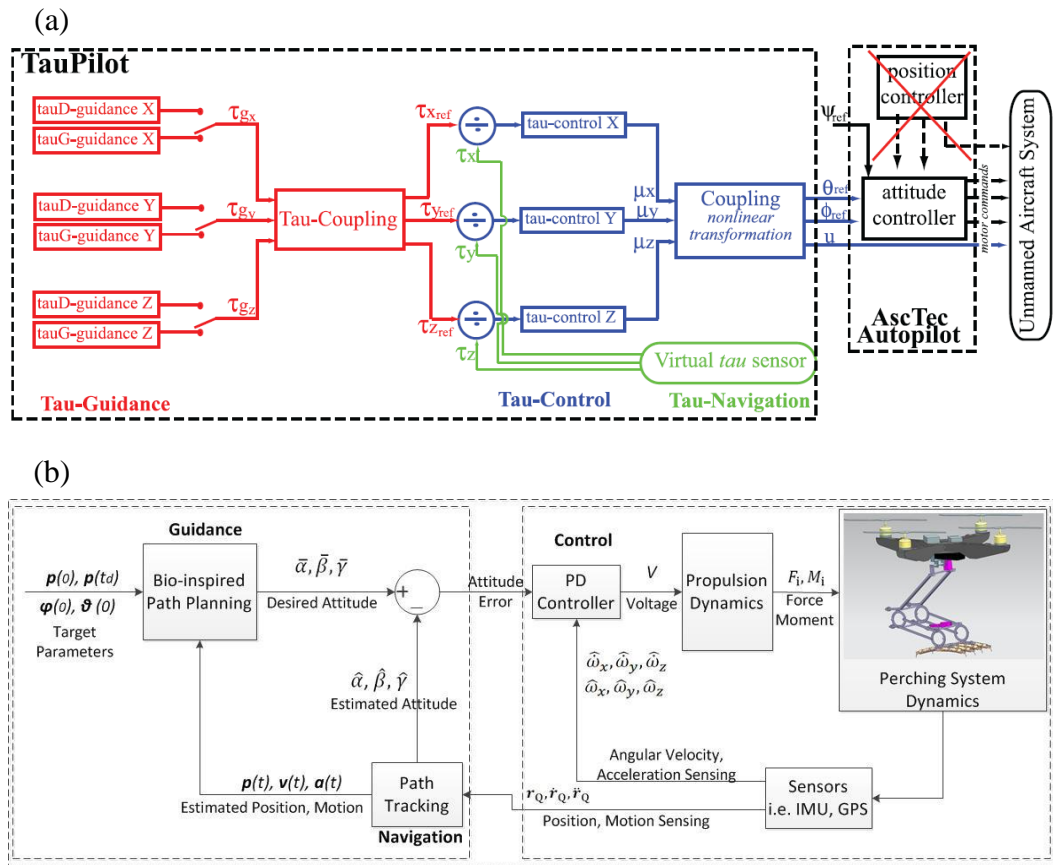 (a)
TauPilot
tauD-guidance X
tauG-guidance X
τgx
tauD-guidance Y
tauG-guidance Y
τgy
tauD-guidance Z
tauG-guidance Z
τgz
Tau-Coupling
τxref
τyref
τzref
÷
÷
÷
τx
τy
τz
tau-control X
tau-control Y
tau-control Z
μx
μy
μz
Coupling
nonlinear
transformation
Virtual tau sensor
Tau-Guidance
Tau-Control
Tau-Navigation
θref
ϕref
u
ψref
position
controller
attitude
controller
AscTec
Autopilot
motor commands
Unmanned Aircraft System
(b)
Guidance
p(0), p(td)
φ(0), ϑ(0)
Target
Parameters
Bio-inspired
Path Planning
ᾱ, β̄, γ̄
Desired Attitude
+
−
α̂, β̂, γ̂
Estimated Attitude
p(t), v(t), a(t)
Estimated Position, Motion
Path
Tracking
Navigation
Attitude
Error
Control
PD
Controller
V
Voltage
Propulsion
Dynamics
Fi, Mi
Force
Moment
Perching System
Dynamics
ω̇̂x, ω̇̂y, ω̇̂z
ω̂x, ω̂y, ω̂z
Angular Velocity,
Acceleration Sensing
rQ, ṙQ, r̈Q
Position, Motion Sensing
Sensors
i.e. IMU, GPS